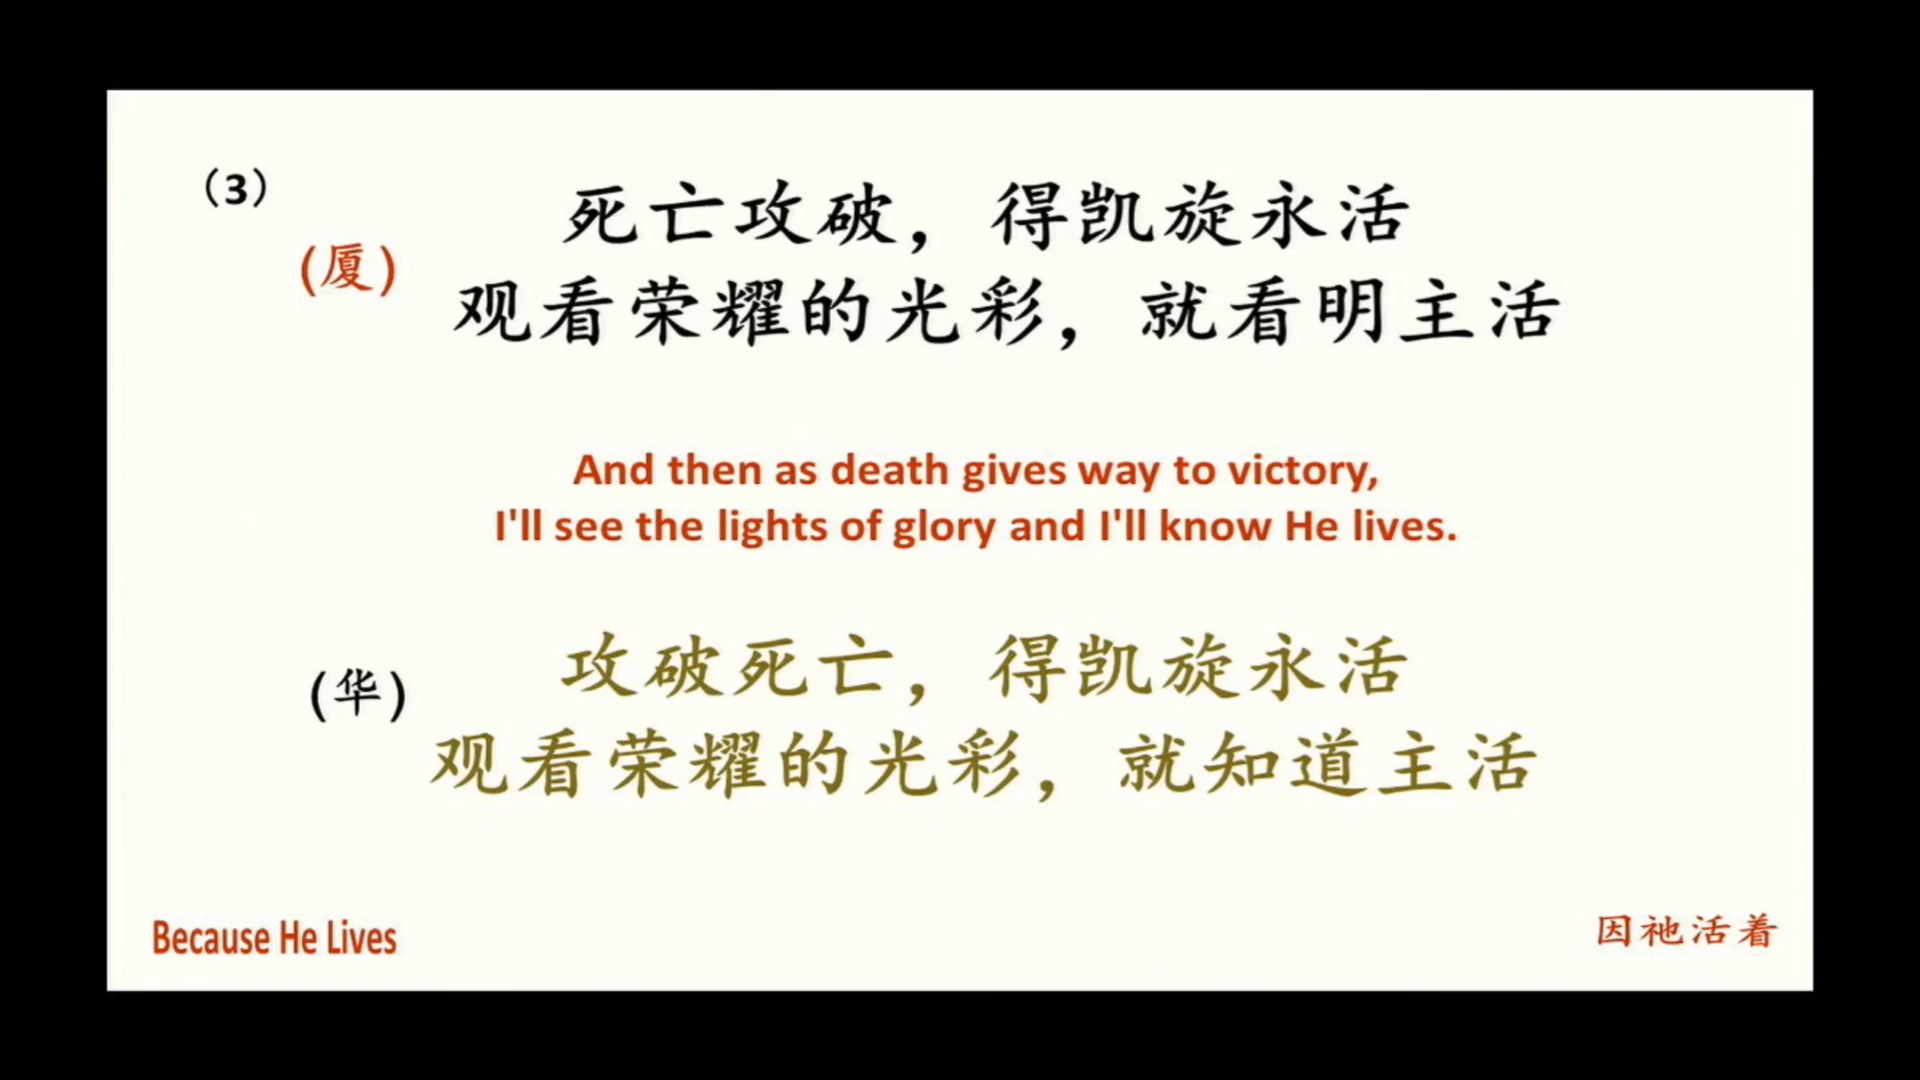 （3）
(厦)
死亡攻破，得凯旋永活
观看荣耀的光彩，就看明主活
And then as death gives way to victory,
I'll see the lights of glory and I'll know He lives.
(华)
攻破死亡，得凯旋永活
观看荣耀的光彩，就知道主活
Because He Lives
因祂活着